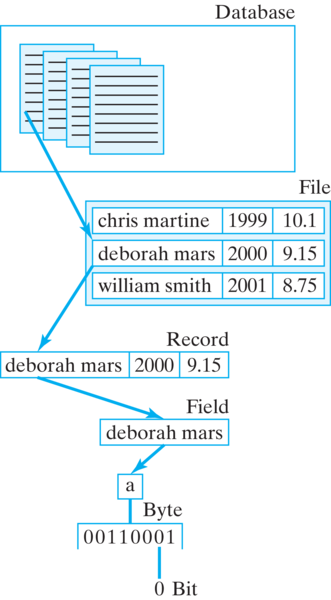 Database
File
chris martine 1999 10.1
deborah mars 2000 9.15
william smith 2001 8.75
Record
deborah mars 2000 9.15
Field
deborah mars
a
Byte
00110001
0 Bit